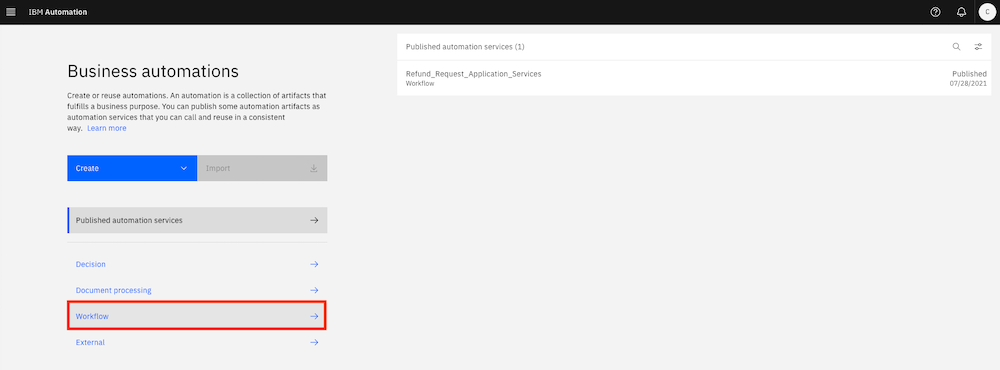 IBM Automation
C
Business automations
Create or reuse automations. An automation is a collection of artifacts that
fulfills a business purpose. You can publish some automation artifacts as
automation services that you can call and reuse in a consistent
way. Learn more
Create
Import
Published automation services
Decision
Document processing
Workflow
External
Published automation services (1)
Refund_Request_Application_Services
Published
Workflow
07/28/2021